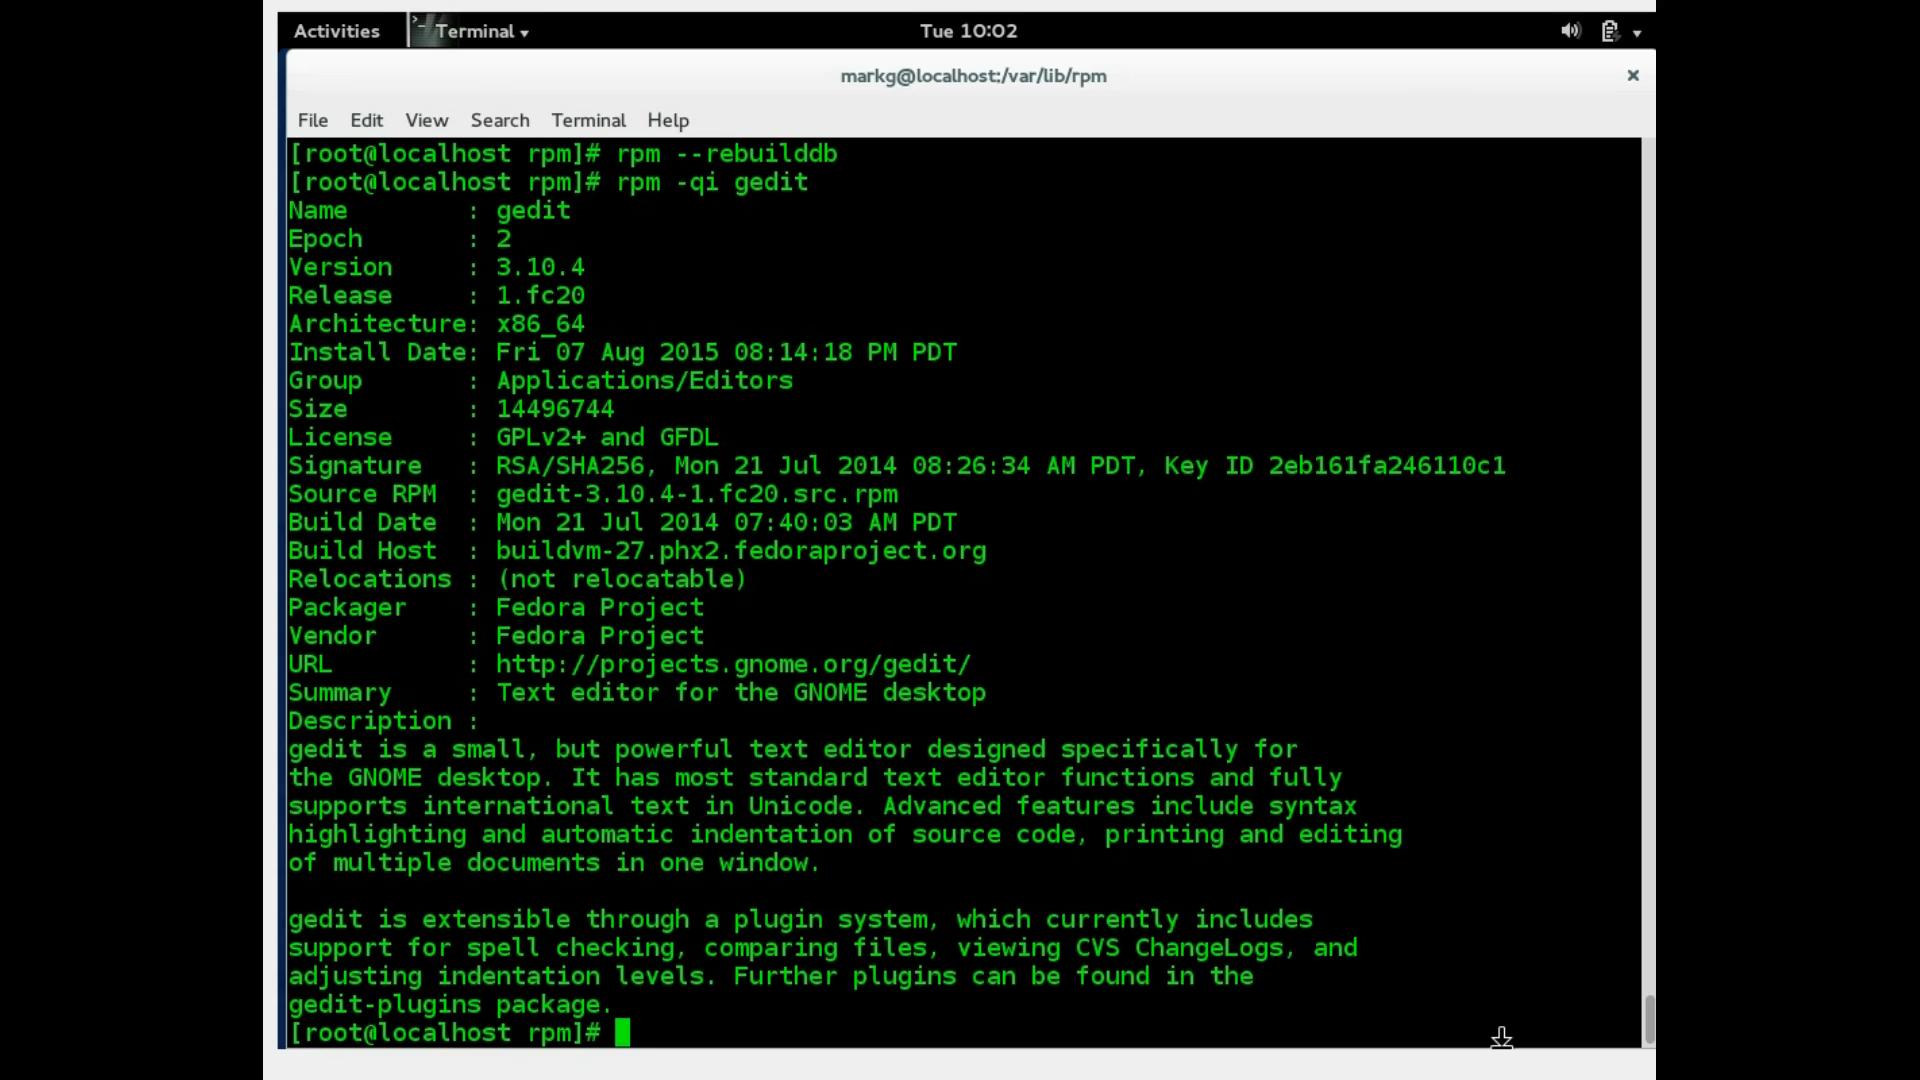 Activities Terminal Tue 10:02
markg@localhost:/var/lib/rpm
File Edit View Search Terminal Help
[root@localhost rpm]# rpm --rebuilddb
[root@localhost rpm]# rpm -qi gedit
Name        : gedit
Epoch       : 2
Version     : 3.10.4
Release     : 1.fc20
Architecture: x86_64
Install Date: Fri 07 Aug 2015 08:14:18 PM PDT
Group       : Applications/Editors
Size        : 14496744
License     : GPLv2+ and GFDL
Signature   : RSA/SHA256, Mon 21 Jul 2014 08:26:34 AM PDT, Key ID 2eb161fa246110c1
Source RPM  : gedit-3.10.4-1.fc20.src.rpm
Build Date  : Mon 21 Jul 2014 07:40:03 AM PDT
Build Host  : buildvm-27.phx2.fedoraproject.org
Relocations : (not relocatable)
Packager    : Fedora Project
Vendor      : Fedora Project
URL         : http://projects.gnome.org/gedit/
Summary     : Text editor for the GNOME desktop
Description :
gedit is a small, but powerful text editor designed specifically for
the GNOME desktop. It has most standard text editor functions and fully
supports international text in Unicode. Advanced features include syntax
highlighting and automatic indentation of source code, printing and editing
of multiple documents in one window.
gedit is extensible through a plugin system, which currently includes
support for spell checking, comparing files, viewing CVS ChangeLogs, and
adjusting indentation levels. Further plugins can be found in the
gedit-plugins package.
[root@localhost rpm]#